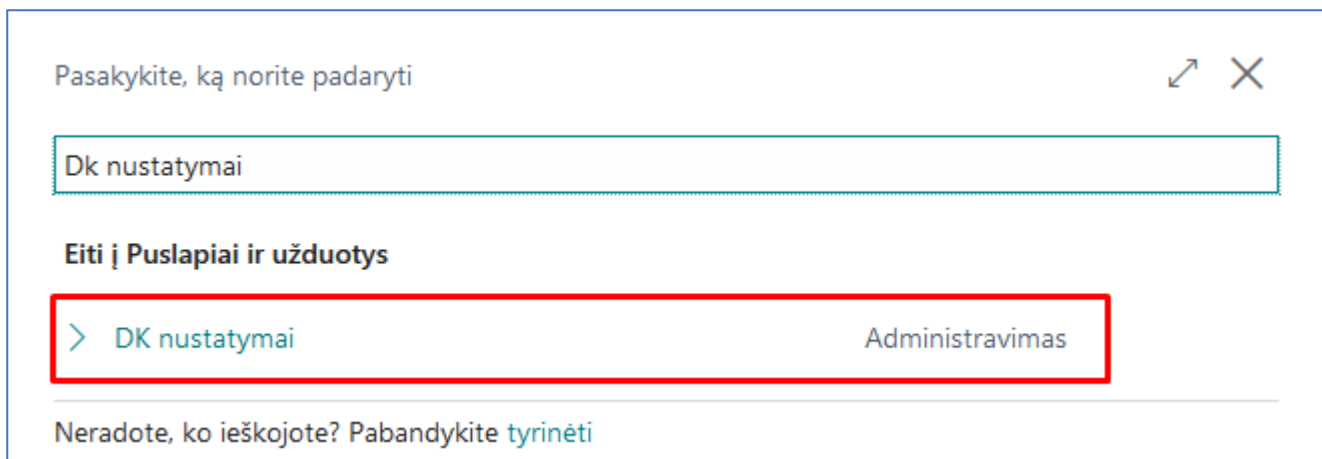 Pasakykite, ką norite padaryti
Dk nustatymai
Eiti į Puslapiai ir užduotys
DK nustatymai Administravimas
Neradote, ko ieškojote? Pabandykite tyrinėti